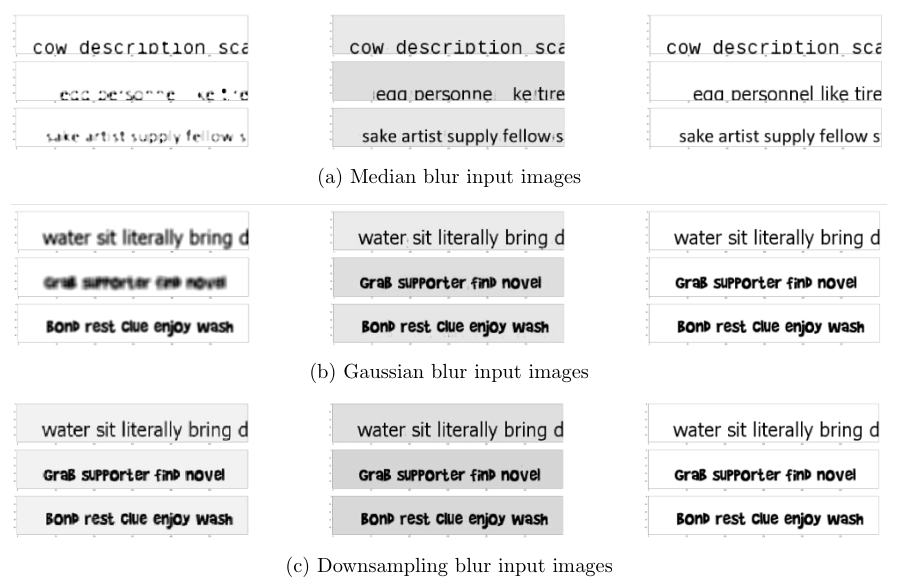 cow description sca
cow description sca
cow description sca
egg personne ke tire
egg personnel like tire
sake artist supply fellow s
sake artist supply fellow s
sake artist supply fellow s
(a) Median blur input images
water sit literally bring d
water sit literally bring d
water sit literally bring d
Grab supporter find novel
Grab supporter find novel
Grab supporter find novel
Bond rest Clue enjoy wash
Bond rest Clue enjoy wash
Bond rest Clue enjoy wash
(b) Gaussian blur input images
water sit literally bring d
water sit literally bring d
water sit literally bring d
Grab supporter find novel
Grab supporter find novel
Grab supporter find novel
Bond rest Clue enjoy wash
Bond rest Clue enjoy wash
Bond rest Clue enjoy wash
(c) Downsampling blur input images